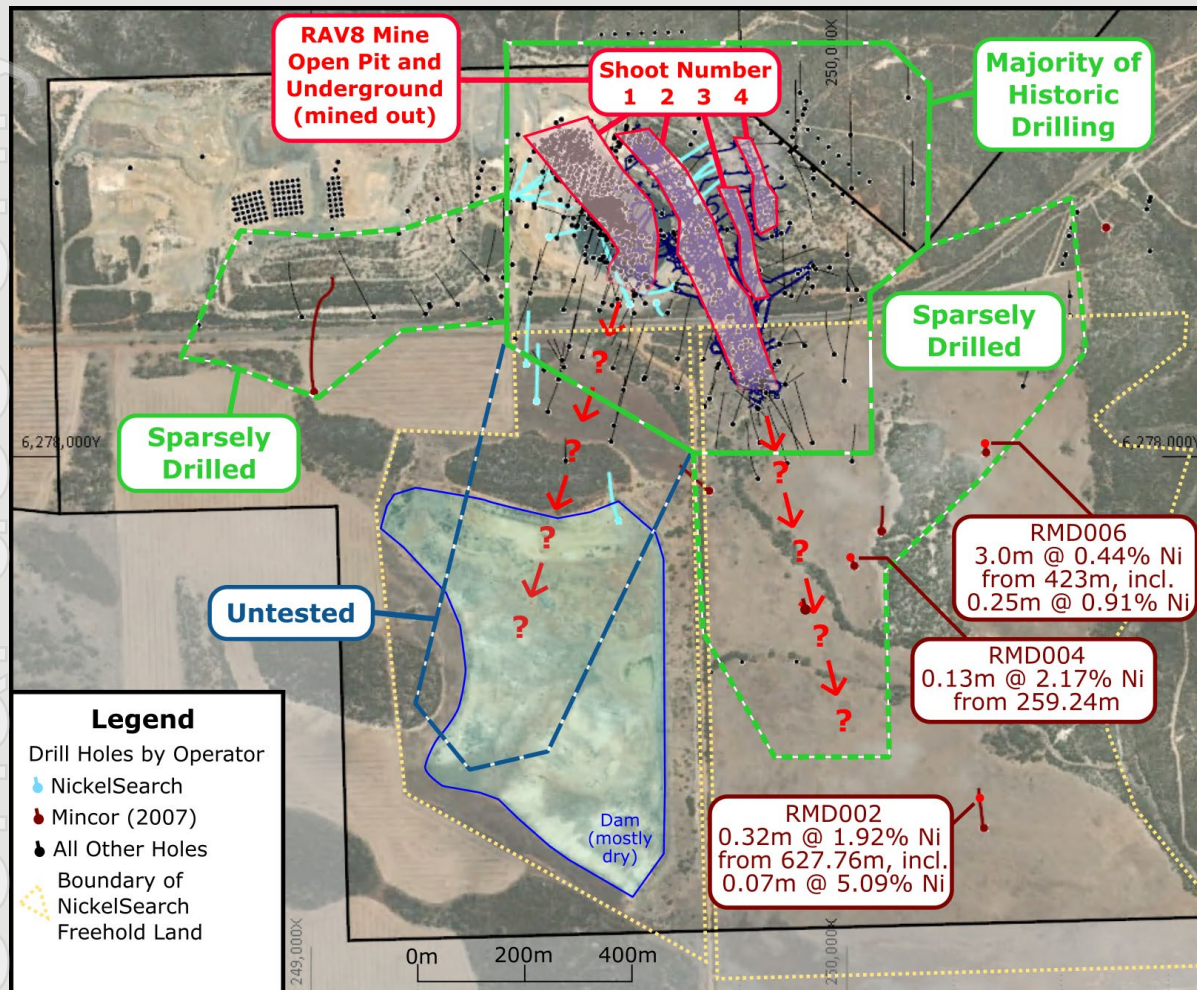 RAV8 Mine
Open Pit and
Underground
(mined out)
Shoot Number
1 2 3 4
250,000X
Majority of
Historic
Drilling
Sparsely
Drilled
6,278,000Y
Sparsely
Drilled
6,278,000Y
?
?
?
?
?
?
?
?
Untested
RMD006
3.0m @ 0.44% Ni
from 423m, incl.
0.25m @ 0.91% Ni
RMD004
0.13m @ 2.17% Ni
from 259.24m
RMD002
0.32m @ 1.92% Ni
from 627.76m, incl.
0.07m @ 5.09% Ni
Dam
(mostly
dry)
Legend
Drill Holes by Operator
NickelSearch
Mincor (2007)
All Other Holes
Boundary of
NickelSearch
Freehold Land
249,000X
0m 200m 400m
250,000X